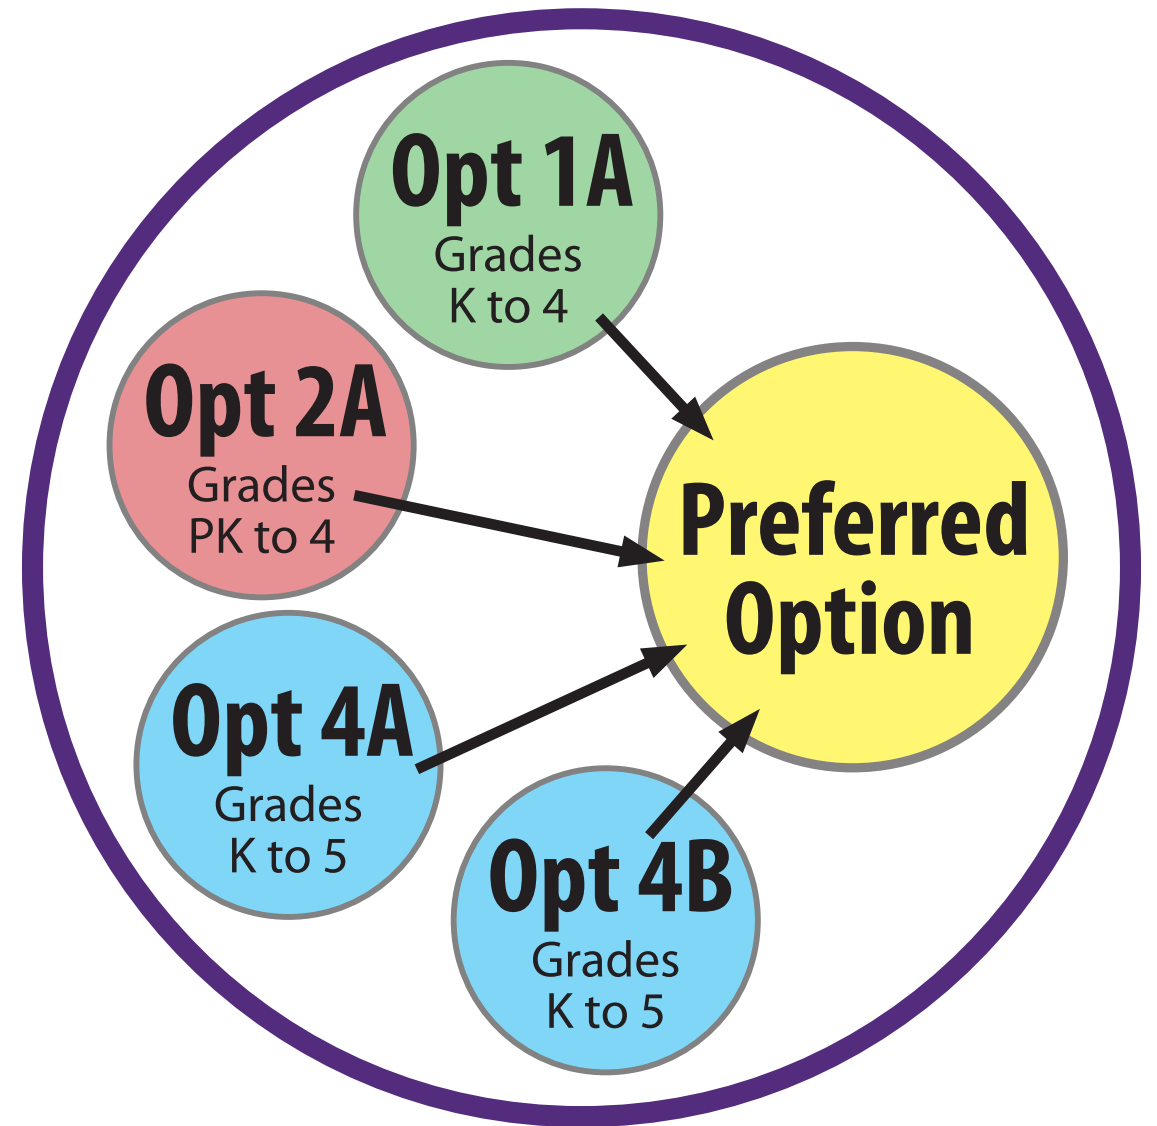 Opt 1A
Grades
K to 4
Opt 2A
Grades
PK to 4
Preferred
Option
Opt 4A
Grades
K to 5
Opt 4B
Grades
K to 5